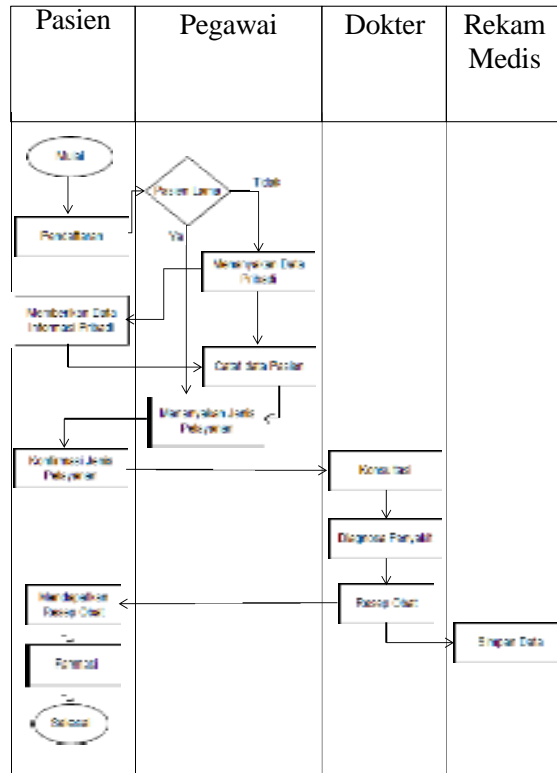 Pasien
Pegawai
Dokter
Rekam
Medis
Mulai
Pasien Lama
Tidak
Pendaftaran
Ya
Menanyakan Data
Pribadi
Memberikan Data
Informasi Pribadi
Catat data Pasien
Menanyakan Jenis
Pelayanan
Konfirmasi Jenis
Pelayanan
Konsultasi
Diagnosa Penyakit
Mendapatkan
Resep Obat
Resep Obat
Simpan Data
Farmasi
Selesai